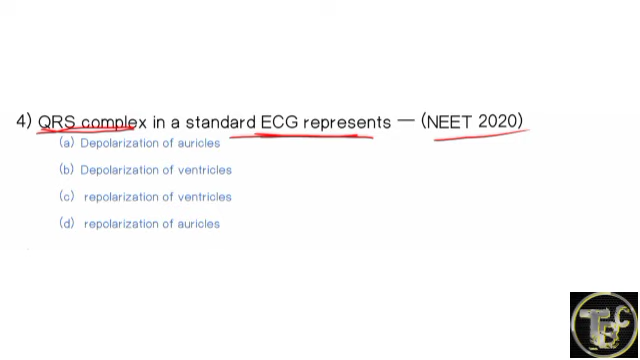 4) QRS complex in a standard ECG represents — (NEET 2020)
(a) Depolarization of auricles
(b) Depolarization of ventricles
(c) repolarization of ventricles
(d) repolarization of auricles